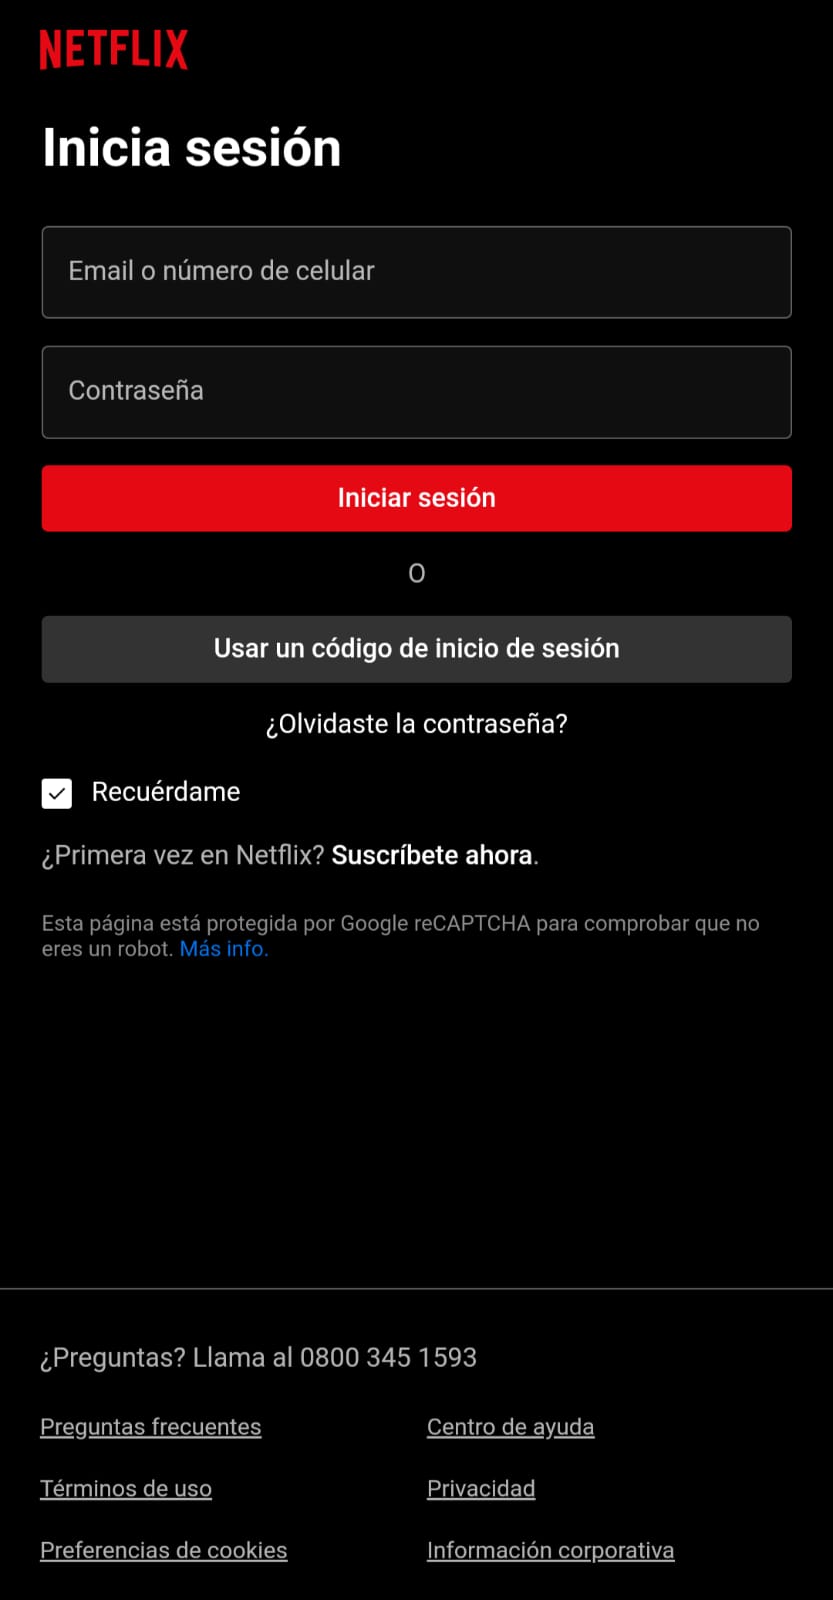 NETFLIX
Inicia sesión
Email o número de celular
Contraseña
Iniciar sesión
O
Usar un código de inicio de sesión
¿Olvidaste la contraseña?
Recuérdame
¿Primera vez en Netflix? Suscríbete ahora.
Esta página está protegida por Google reCAPTCHA para comprobar que no
eres un robot. Más info.
¿Preguntas? Llama al 0800 345 1593
Preguntas frecuentes
Centro de ayuda
Términos de uso
Privacidad
Preferencias de cookies
Información corporativa